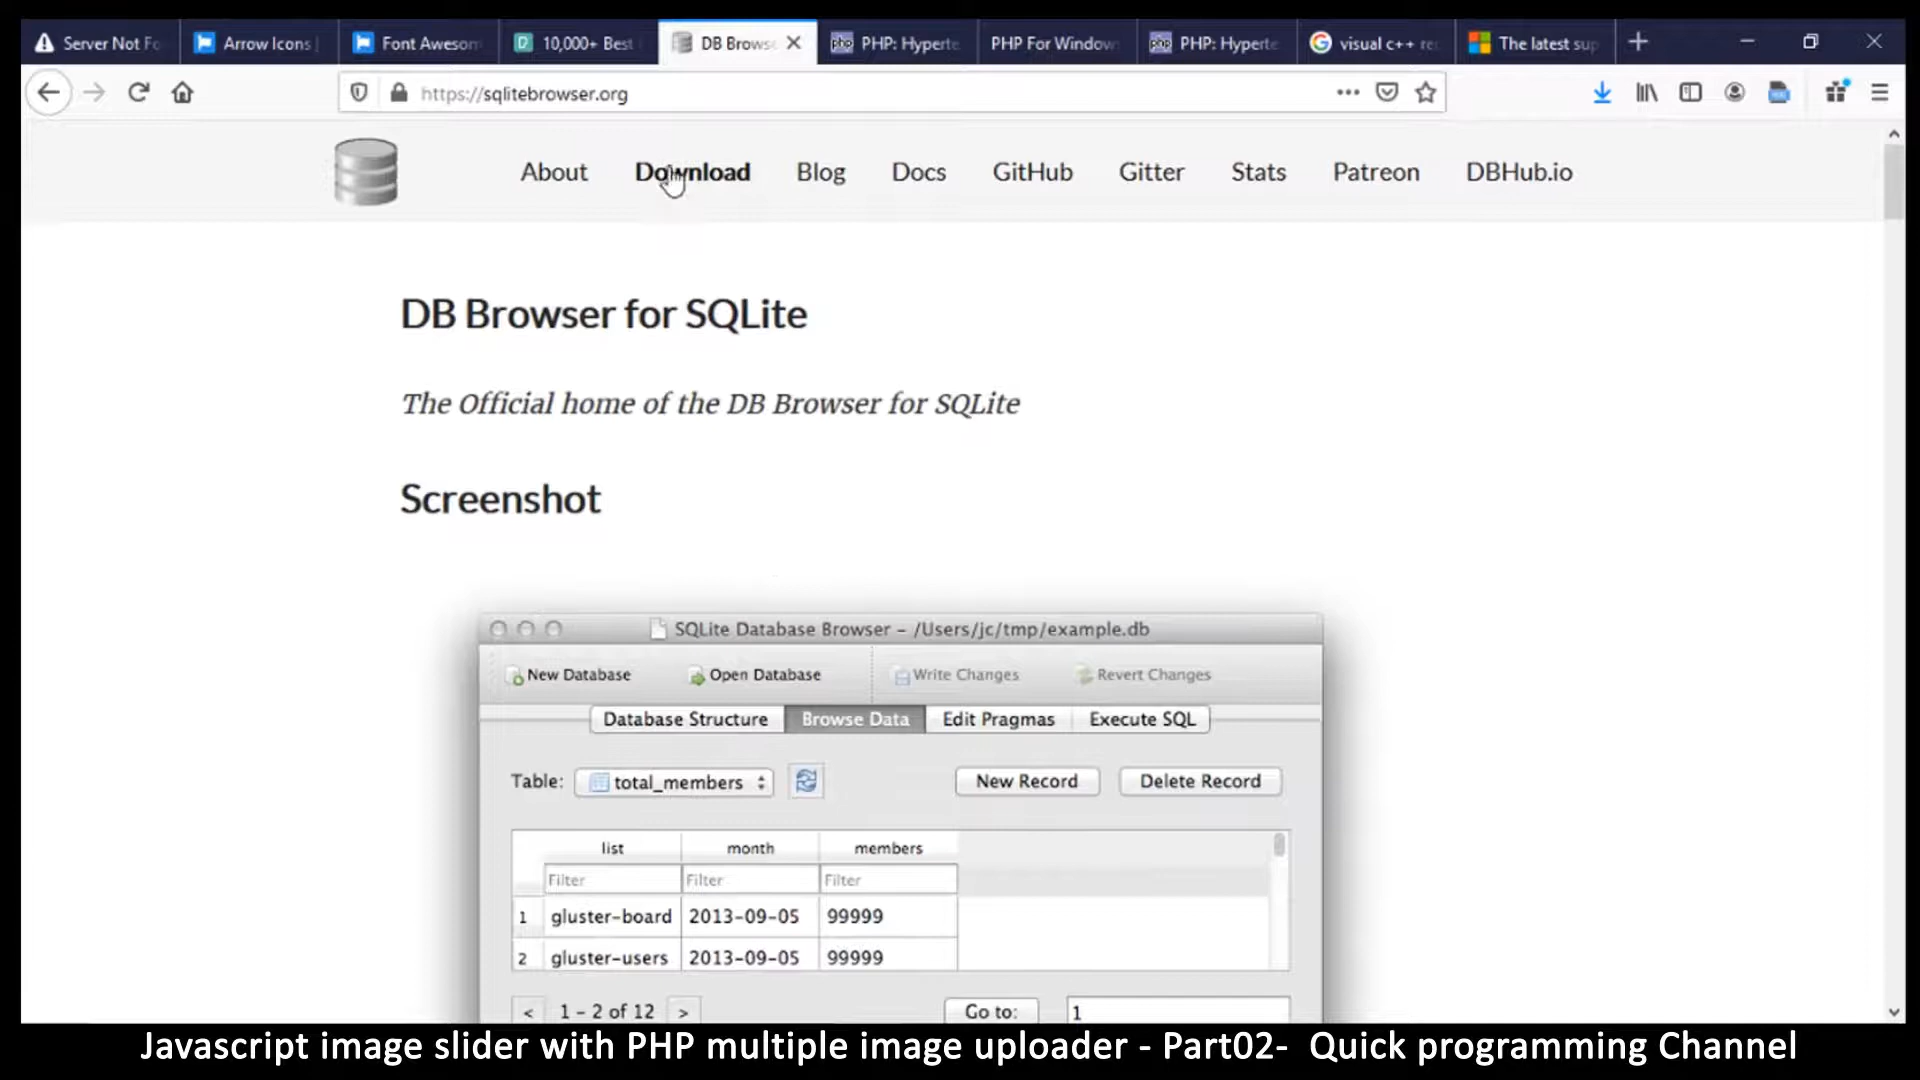 Server Not Fo
Arrow Icons
Font Awesom
10,000+ Best
DB Browse
PHP: Hyperte
PHP For Window
PHP: Hyperte
visual c++ re
The latest sup
https://sqlitebrowser.org
About
Download
Blog
Docs
GitHub
Gitter
Stats
Patreon
DBHub.io
DB Browser for SQLite
The Official home of the DB Browser for SQLite
Screenshot
SQLite Database Browser – /Users/jc/tmp/example.db
New Database
Open Database
Write Changes
Revert Changes
Database Structure
Browse Data
Edit Pragmas
Execute SQL
Table:
total_members
New Record
Delete Record
list month members
Filter Filter Filter
1 gluster-board 2013-09-05 99999
2 gluster-users 2013-09-05 99999
< 1 – 2 of 12 >
Go to: 1
Javascript image slider with PHP multiple image uploader - Part02- Quick programming Channel